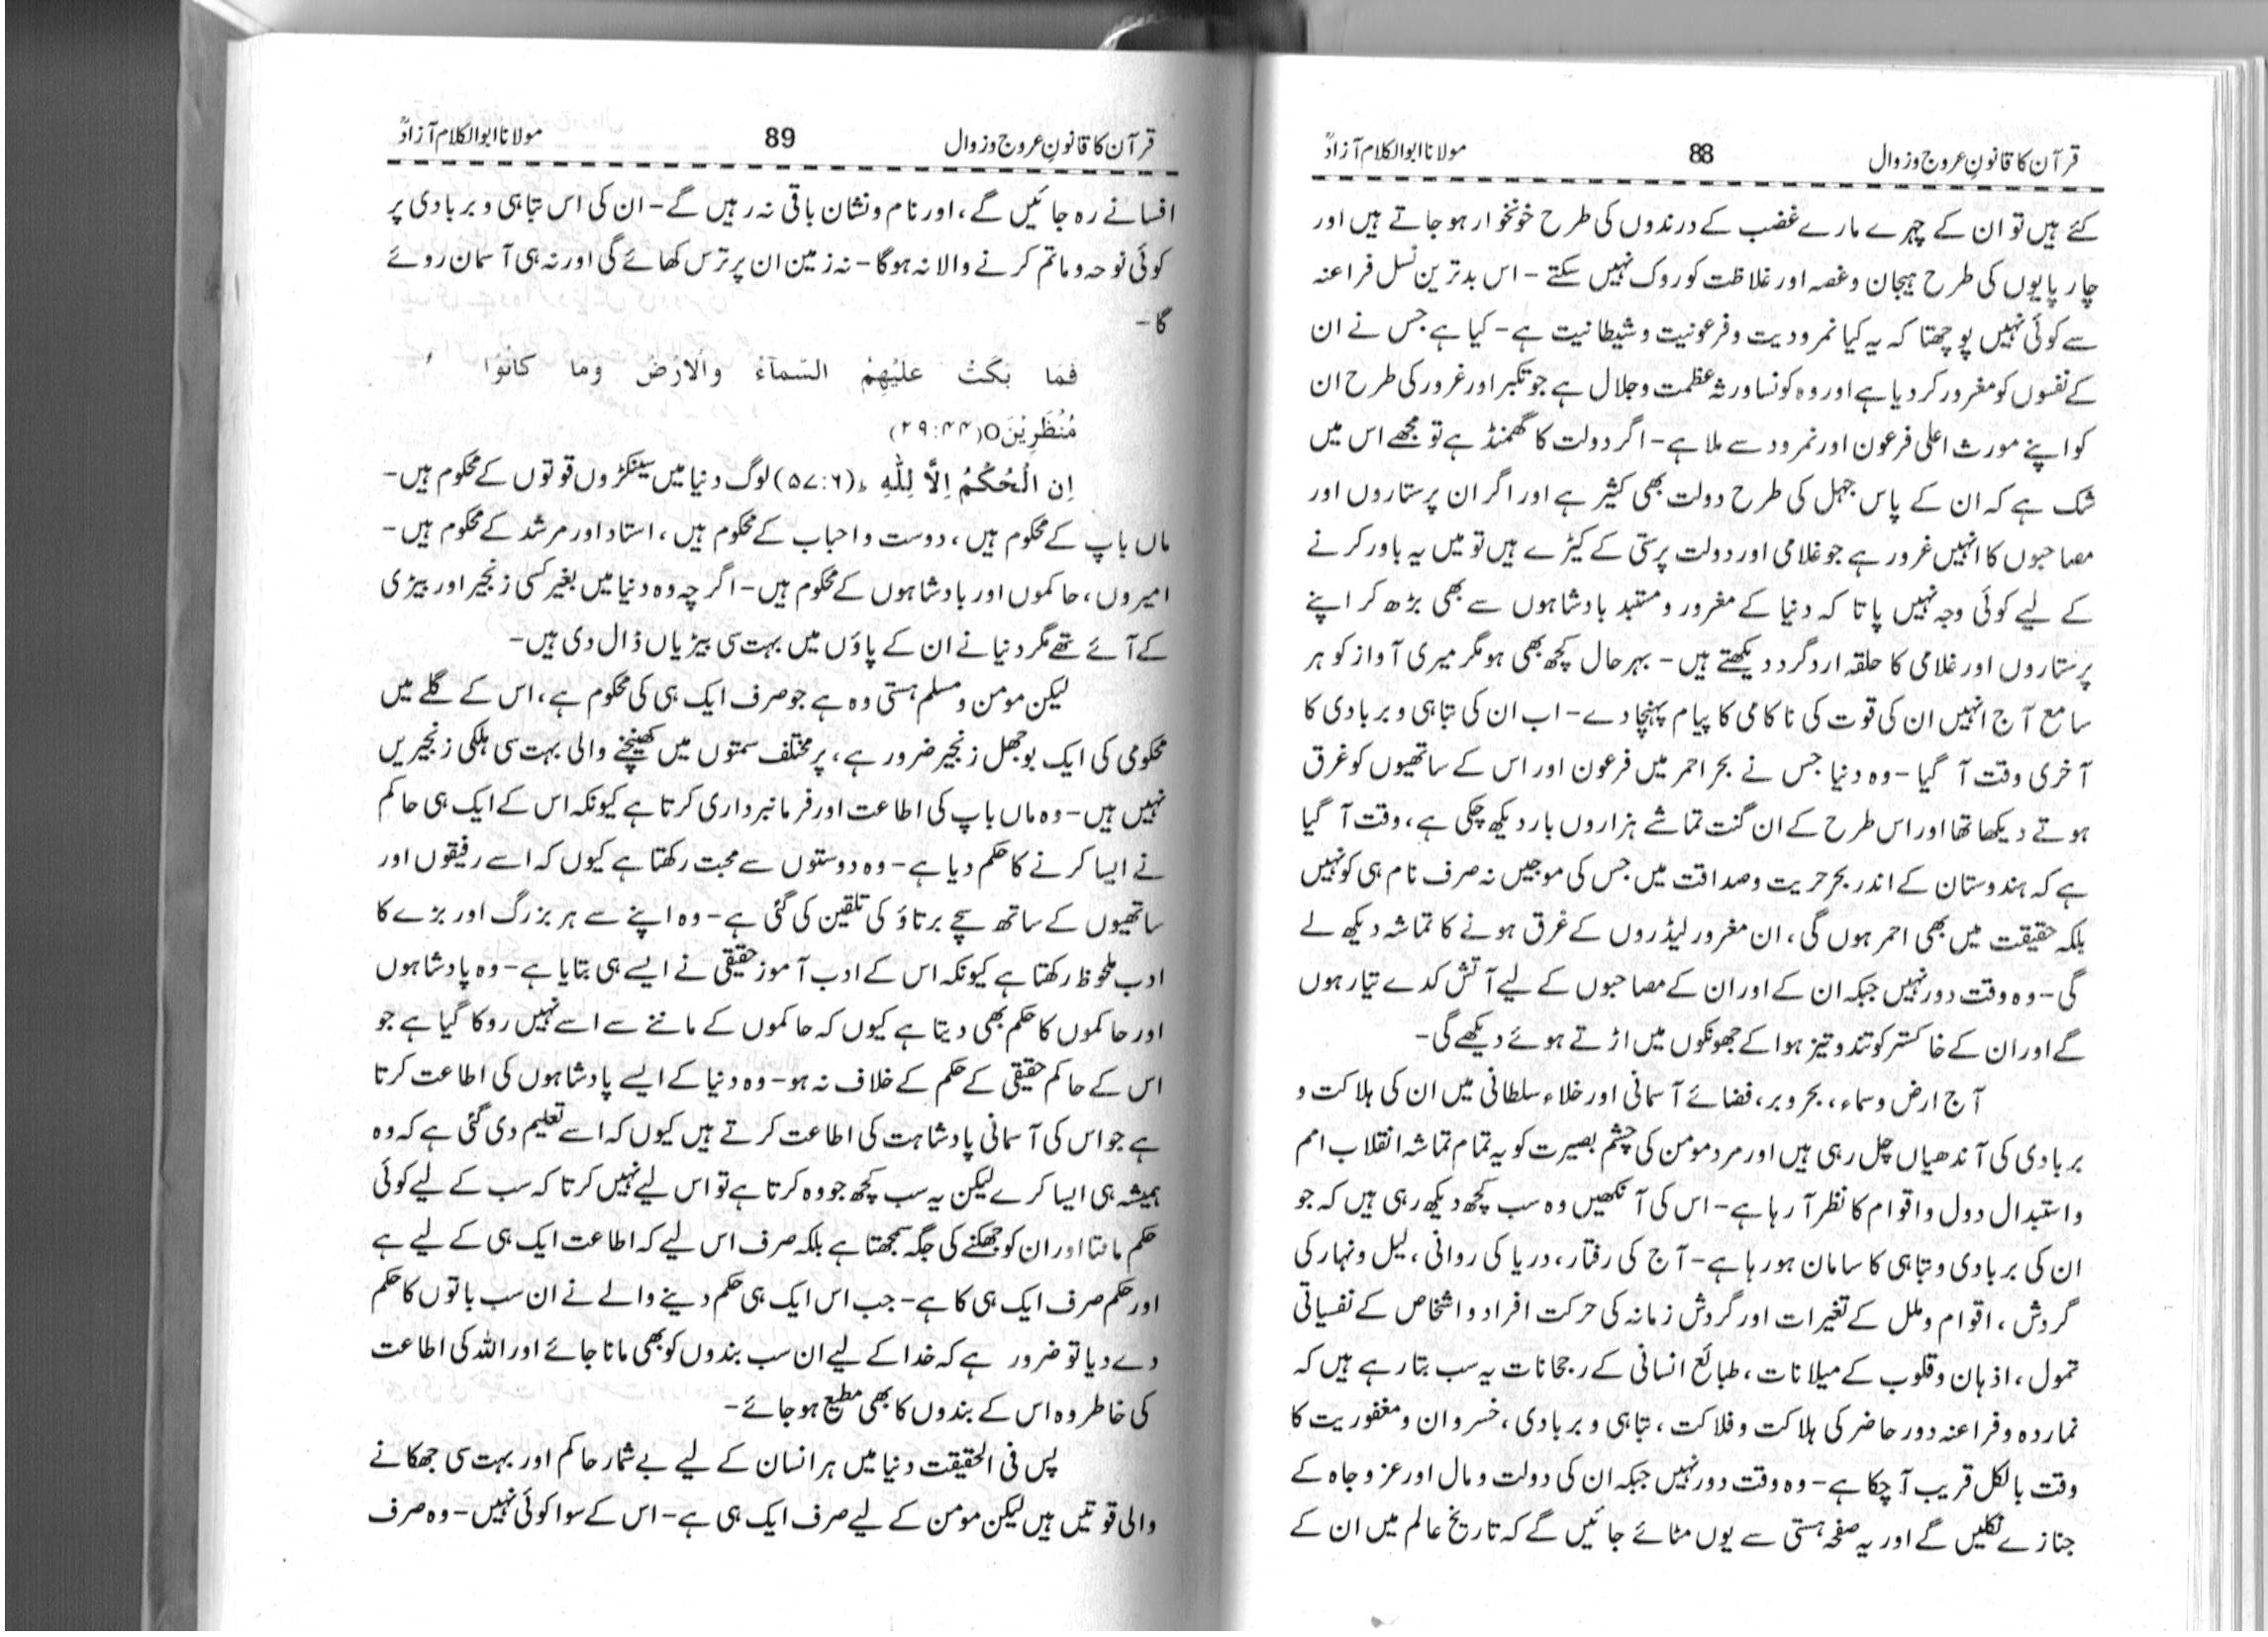 قرآن کا قانونِ عروج و زوال 88 مولانا ابوالکلام آزادؒ
کئے ہیں تو ان کے چہرے مارے غضب کے درندوں کی طرح خونخوار ہو جاتے ہیں اور
چار پایوں کی طرح ہیجان و غصہ اور غلاظت کو روک نہیں سکتے - اس بدترین نسل فراعنہ
سے کوئی نہیں پوچھتا کہ یہ کیا نمرودیت و فرعونیت و شیطانیت ہے - کیا ہے جس نے ان
کے نفسوں کو مغرور کر دیا ہے اور وہ کونسا ورثہ عظمت و جلال ہے جو تکبر اور غرور کی طرح ان
کو اپنے مورث اعلیٰ فرعون اور نمرود سے ملا ہے - اگر دولت کا گھمنڈ ہے تو مجھے اس میں
شک ہے کہ ان کے پاس جہل کی طرح دولت بھی کثیر ہے اور اگر ان پرستاروں اور
مصاحبوں کا انہیں غرور ہے جو غلامی اور دولت پرستی کے کیڑے ہیں تو میں یہ باور کرنے
کے لیے کوئی وجہ نہیں پاتا کہ دنیا کے مغرور و مستبد بادشاہوں سے بھی بڑھ کر اپنے
پرستاروں اور غلامی کا حلقہ ارد گرد دیکھتے ہیں - بہر حال کچھ بھی ہو مگر میری آواز کو ہر
سامع آج انہیں ان کی قوت کی ناکامی کا پیام پہنچا دے - اب ان کی تباہی و بربادی کا
آخری وقت آ گیا - وہ دنیا جس نے بحر احمر میں فرعون اور اس کے ساتھیوں کو غرق
ہوتے دیکھا تھا اور اس طرح کے ان گنت تماشے ہزاروں بار دیکھ چکی ہے، وقت آ گیا
ہے کہ ہندوستان کے اندر بحر حریت و صداقت میں جس کی موجیں نہ صرف نام ہی کو نہیں
بلکہ حقیقت میں بھی احمر ہوں گی، ان مغرور لیڈروں کے غرق ہونے کا تماشہ دیکھ لے
گی - وہ وقت دور نہیں جبکہ ان کے اور ان کے مصاحبوں کے لیے آتش کدے تیار ہوں
گے اور ان کے خاکستر کو تند و تیز ہوا کے جھونکوں میں اڑتے ہوئے دیکھے گی -
آج ارض و سماء، بحر و بر، فضائے آسمانی اور خلاء سلطانی میں ان کی ہلاکت و
بربادی کی آندھیاں چل رہی ہیں اور مرد مومن کی چشم بصیرت کو یہ تمام تماشہ انقلاب امم
و استبدال دول و اقوام کا نظر آ رہا ہے - اس کی آنکھیں وہ سب کچھ دیکھ رہی ہیں کہ جو
ان کی بربادی و تباہی کا سامان ہو رہا ہے - آج کی رفتار، دریا کی روانی، لیل و نہار کی
گردش، اقوام و ملل کے تغیرات اور گردش زمانہ کی حرکت افراد و اشخاص کے نفسیاتی
تمول، اذہان و قلوب کے میلانات، طبائع انسانی کے رجحانات یہ سب بتا رہے ہیں کہ
نماردہ و فراعنہ دور حاضر کی ہلاکت و فلاکت، تباہی و بربادی، خسروان و مغفوریت کا
وقت بالکل قریب آ چکا ہے - وہ وقت دور نہیں جبکہ ان کی دولت و مال اور عز و جاہ کے
جنازے نکلیں گے اور یہ صفحہ ہستی سے یوں مٹائے جائیں گے کہ تاریخ عالم میں ان کے
قرآن کا قانونِ عروج و زوال 89 مولانا ابوالکلام آزادؒ
افسانے رہ جائیں گے، اور نام و نشان باقی نہ رہیں گے - ان کی اس تباہی و بربادی پر
کوئی نوحہ و ماتم کرنے والا نہ ہوگا - نہ زمین ان پر ترس کھائے گی اور نہ ہی آسمان روئے
گا -
فَمَا بَكَتْ عَلَيْهِمُ السَّمَآءُ وَالْاَرْضُ وَمَا كَانُوْا
مُنْظَرِيْنَ O (۲۹:۴۴)
اِنِ الْحُكْمُ اِلَّا لِلّٰهِ ؕ (۵۷:۶) لوگ دنیا میں سینکڑوں قوتوں کے محکوم ہیں -
ماں باپ کے محکوم ہیں، دوست و احباب کے محکوم ہیں، استاد اور مرشد کے محکوم ہیں -
امیروں، حاکموں اور بادشاہوں کے محکوم ہیں - اگرچہ وہ دنیا میں بغیر کسی زنجیر اور بیڑی
کے آئے تھے مگر دنیا نے ان کے پاؤں میں بہت سی بیڑیاں ڈال دی ہیں -
لیکن مومن و مسلم ہستی وہ ہے جو صرف ایک ہی کی محکوم ہے، اس کے گلے میں
محکومی کی ایک بوجھل زنجیر ضرور ہے، پر مختلف سمتوں میں کھینچنے والی بہت سی ہلکی زنجیریں
نہیں ہیں - وہ ماں باپ کی اطاعت اور فرمانبرداری کرتا ہے کیونکہ اس کے ایک ہی حاکم
نے ایسا کرنے کا حکم دیا ہے - وہ دوستوں سے محبت رکھتا ہے کیوں کہ اسے رفیقوں اور
ساتھیوں کے ساتھ سچے برتاؤ کی تلقین کی گئی ہے - وہ اپنے سے ہر بزرگ اور بڑے کا
ادب ملحوظ رکھتا ہے کیونکہ اس کے ادب آموز حقیقی نے ایسے ہی بتایا ہے - وہ پادشاہوں
اور حاکموں کا حکم بھی دیتا ہے کیوں کہ حاکموں کے ماننے سے اسے نہیں روکا گیا ہے جو
اس کے حاکم حقیقی کے حکم کے خلاف نہ ہو - وہ دنیا کے ایسے پادشاہوں کی اطاعت کرتا
ہے جو اس کی آسمانی پادشاہت کی اطاعت کرتے ہیں کیوں کہ اسے تعلیم دی گئی ہے کہ وہ
ہمیشہ ہی ایسا کرے لیکن یہ سب کچھ جو وہ کرتا ہے تو اس لیے نہیں کرتا کہ سب کے لیے کوئی
حکم مانتا اور ان کو جھکنے کی جگہ سمجھتا ہے بلکہ صرف اس لیے کہ اطاعت ایک ہی کے لیے ہے
اور حکم صرف ایک ہی کا ہے - جب اس ایک ہی حکم دینے والے نے ان سب باتوں کا حکم
دے دیا تو ضرور ہے کہ خدا کے لیے ان سب بندوں کو بھی مانا جائے اور اللہ کی اطاعت
کی خاطر وہ اس کے بندوں کا بھی مطیع ہو جائے -
پس فی الحقیقت دنیا میں ہر انسان کے لیے بے شمار حاکم اور بہت سی جھکانے
والی قوتیں ہیں لیکن مومن کے لیے صرف ایک ہی ہے - اس کے سوا کوئی نہیں - وہ صرف